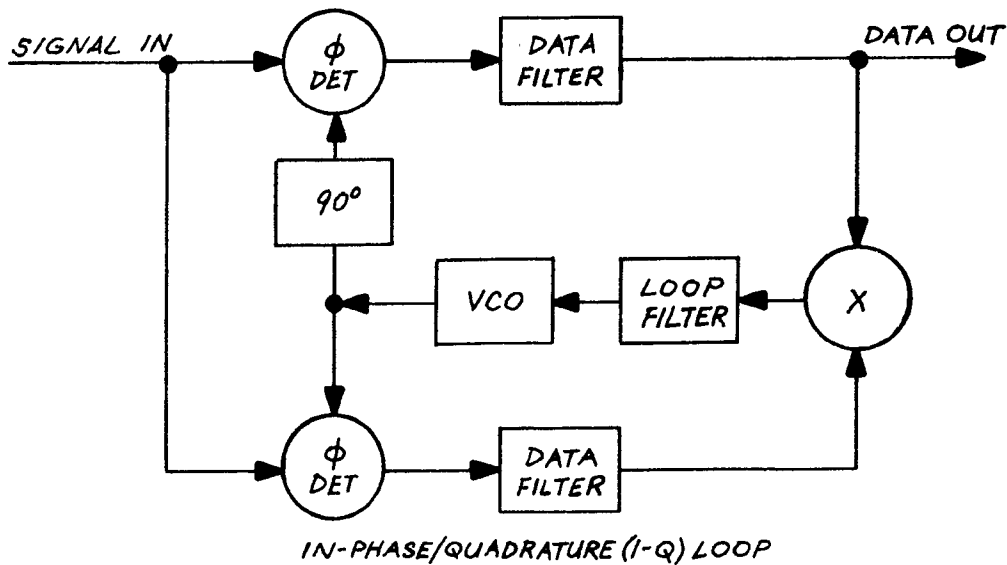 SIGNAL IN
φ
DET
DATA
FILTER
DATA OUT
90°
VCO
LOOP
FILTER
X
φ
DET
DATA
FILTER
IN-PHASE/QUADRATURE (I-Q) LOOP